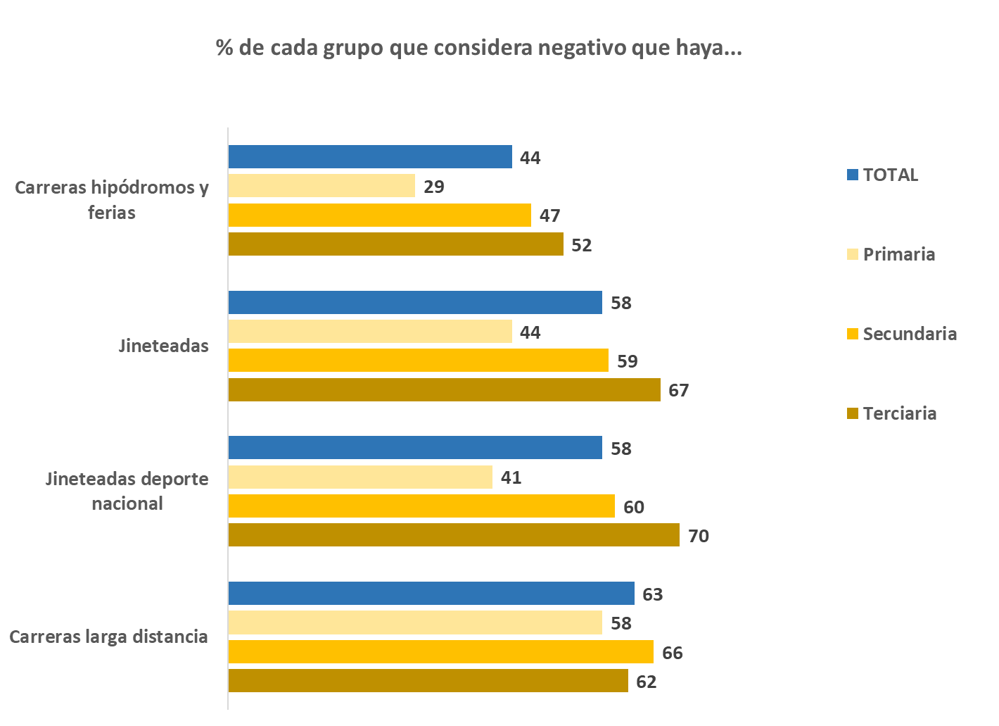 % de cada grupo que considera negativo que haya...
Carreras hipódromos y
ferias
44
29
47
52
Jineteadas
58
44
59
67
Jineteadas deporte
nacional
58
41
60
70
Carreras larga distancia
63
58
66
62
TOTAL
Primaria
Secundaria
Terciaria